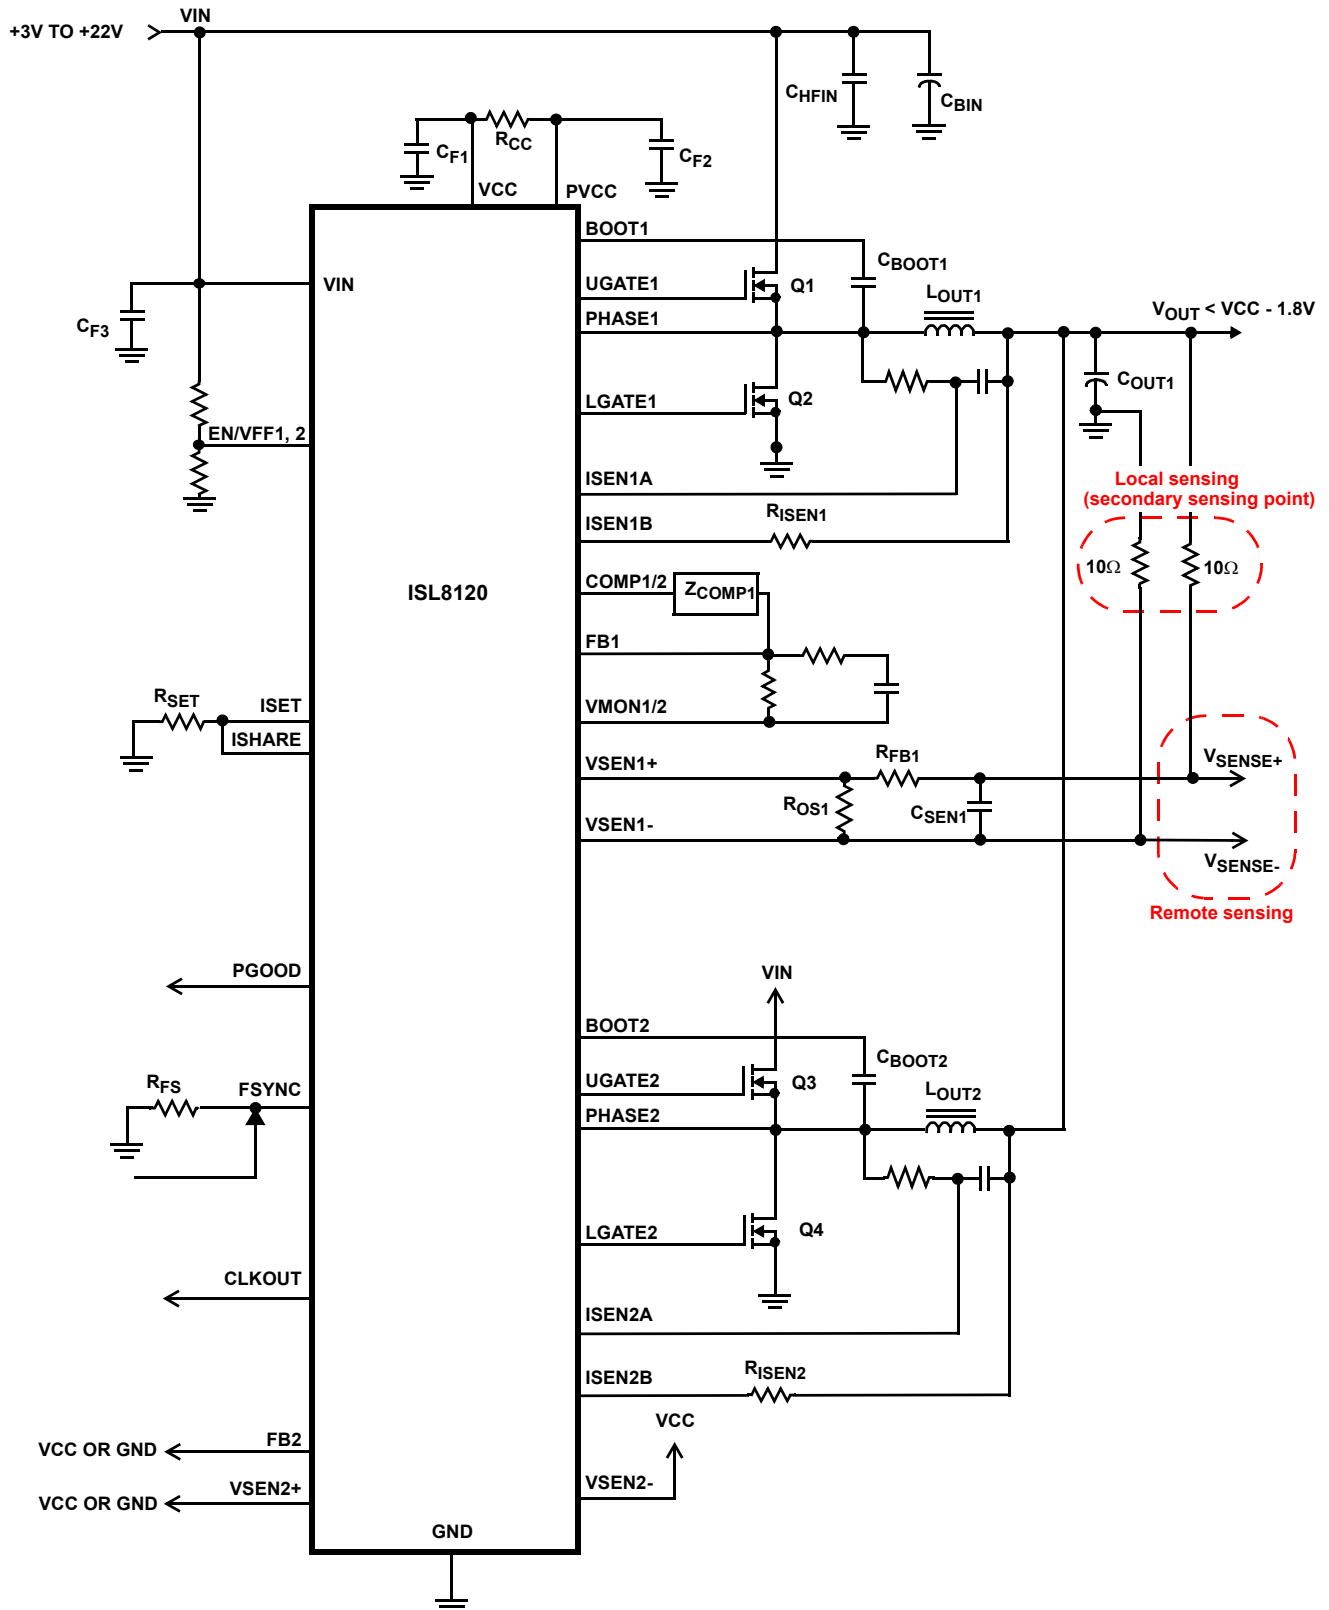 VIN
+3V TO +22V
CHFIN
CBIN
CF1
RCC
CF2
VCC
PVCC
BOOT1
CBOOT1
VIN
UGATE1
Q1
LOUT1
PHASE1
VOUT < VCC - 1.8V
CF3
COUT1
LGATE1
Q2
EN/VFF1, 2
ISEN1A
Local sensing
(secondary sensing point)
RISEN1
ISEN1B
10Ω
10Ω
COMP1/2
ZCOMP1
ISL8120
FB1
RSET
ISET
VMON1/2
ISHARE
VSEN1+
RFB1
VSENSE+
ROS1
CSEN1
VSEN1-
VSENSE-
Remote sensing
PGOOD
VIN
BOOT2
CBOOT2
RFS
FSYNC
UGATE2
Q3
LOUT2
PHASE2
LGATE2
Q4
CLKOUT
ISEN2A
RISEN2
ISEN2B
VCC
VCC OR GND
FB2
VSEN2-
VCC OR GND
VSEN2+
GND